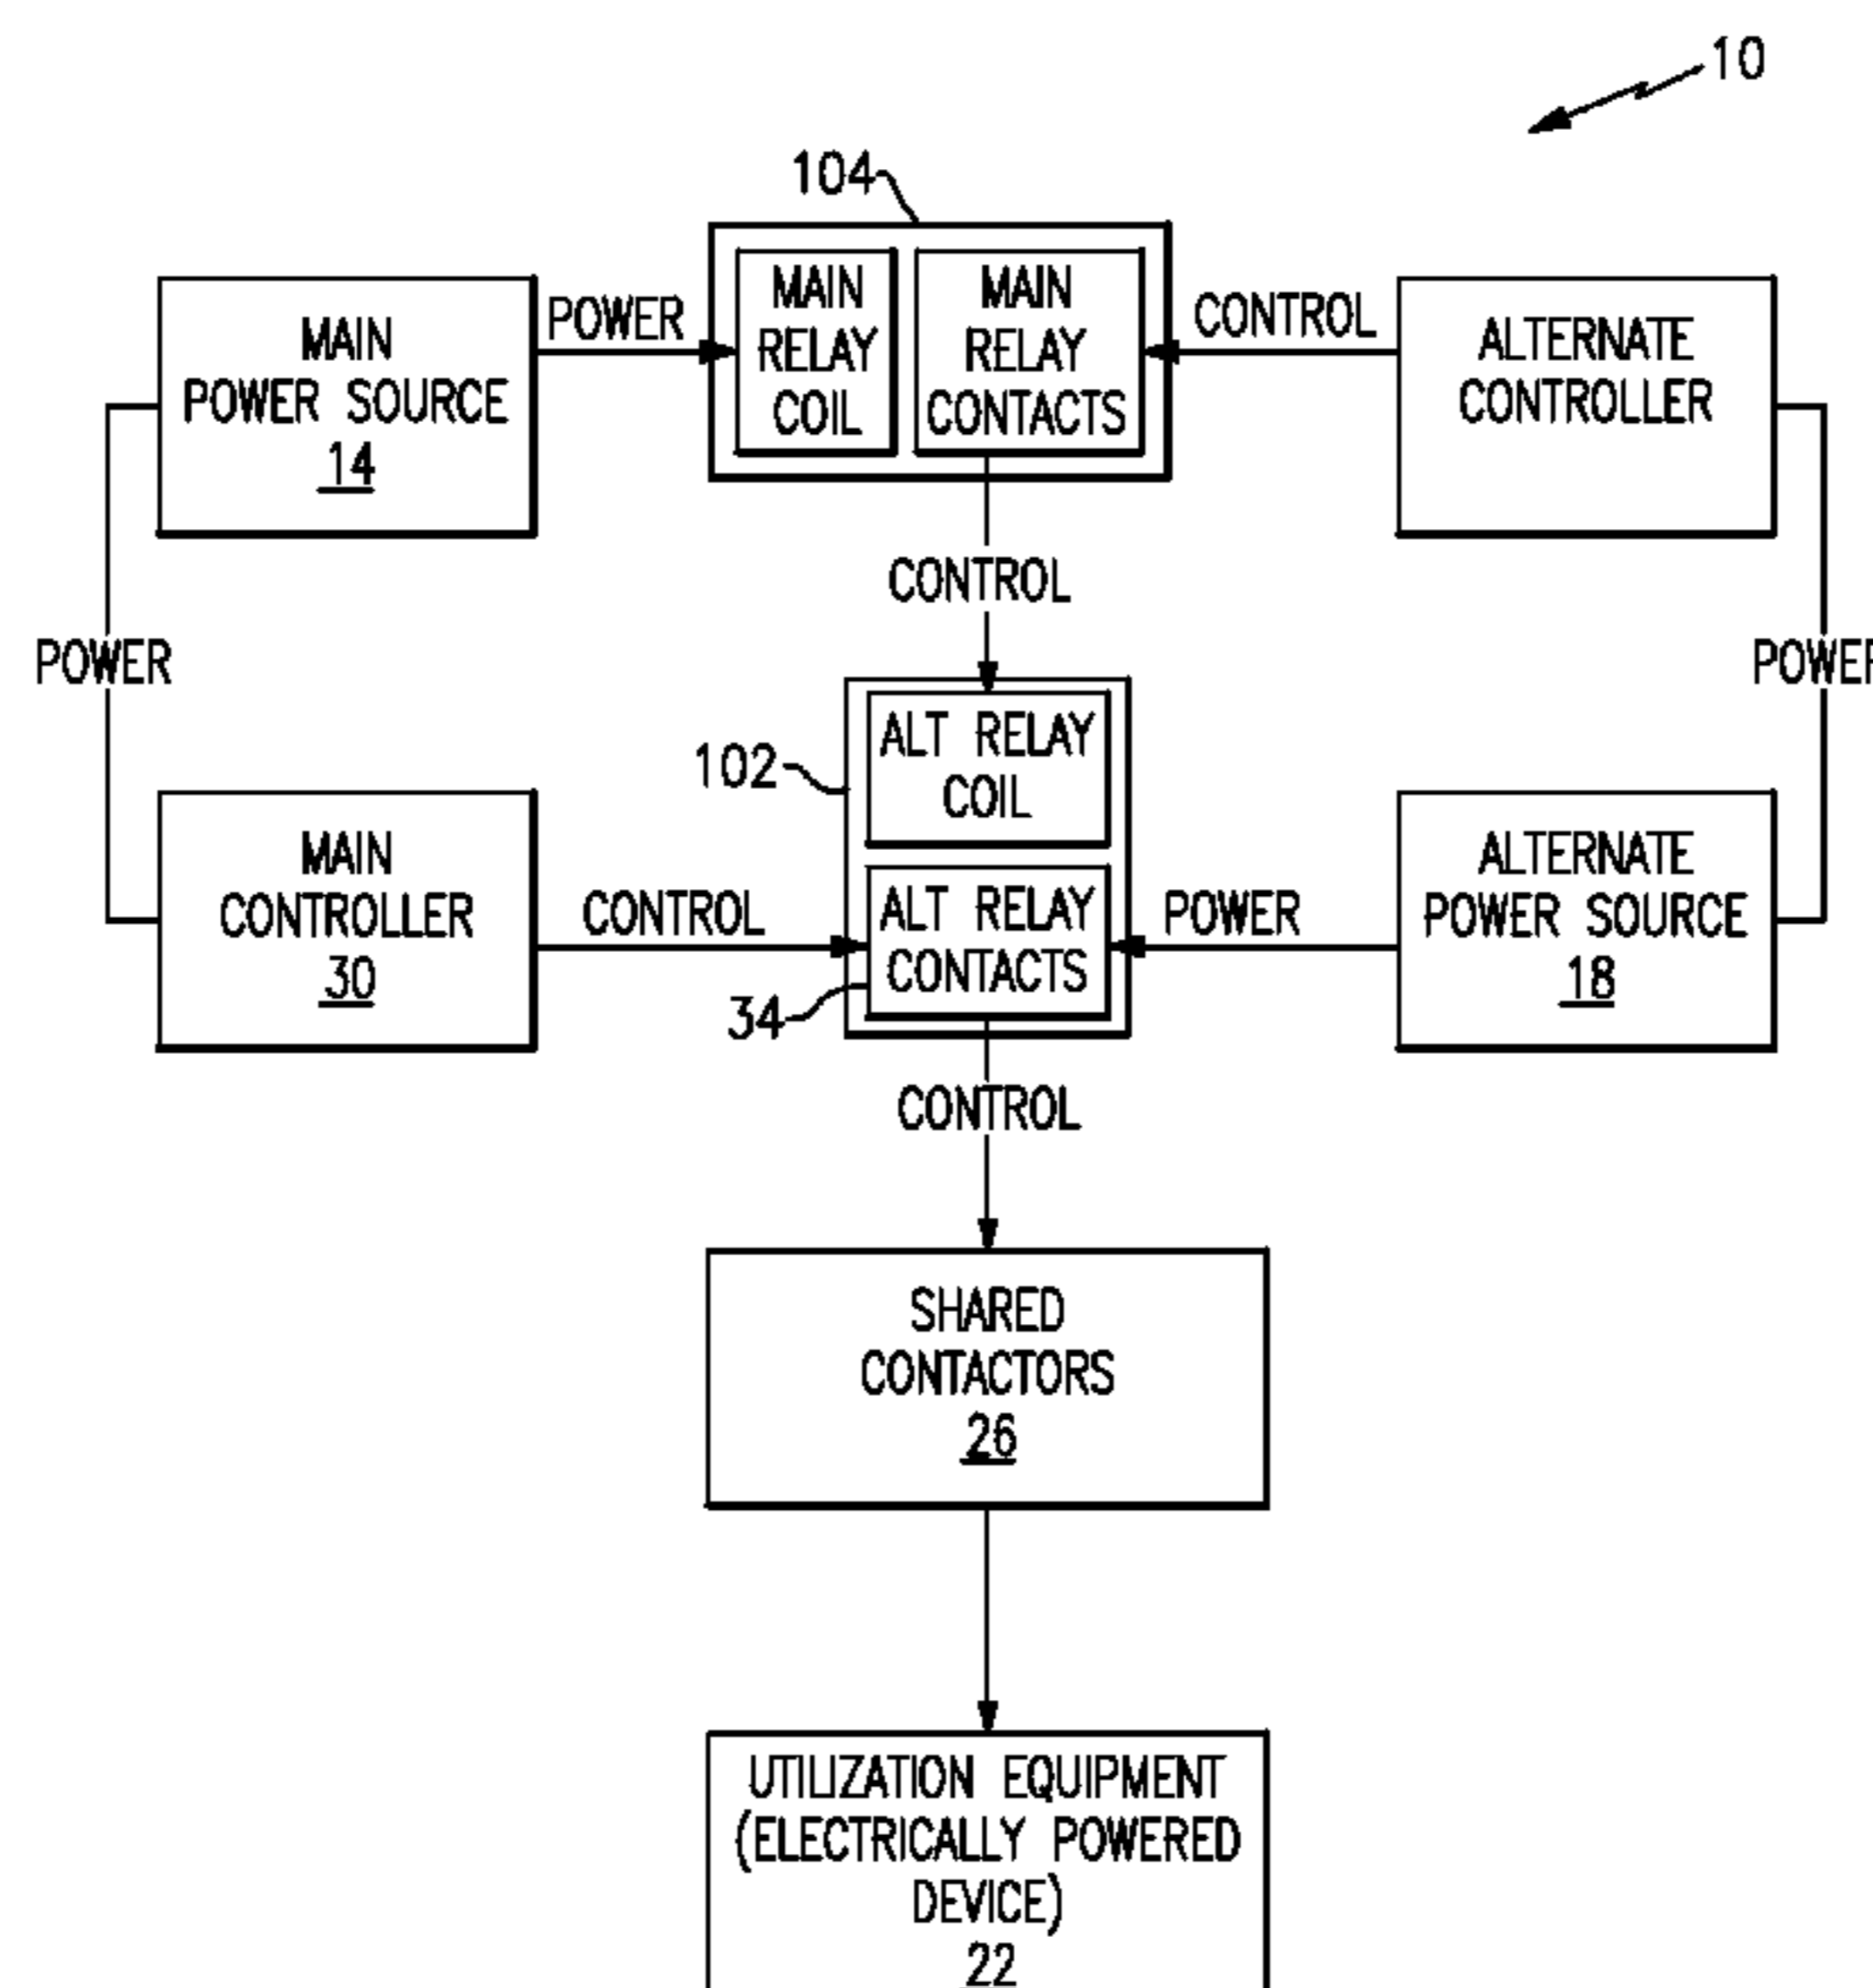 10
104
MAIN
POWER SOURCE
14
POWER
MAIN
RELAY
COIL
MAIN
RELAY
CONTACTS
CONTROL
ALTERNATE
CONTROLLER
CONTROL
POWER
POWER
102
ALT RELAY
COIL
MAIN
CONTROLLER
30
CONTROL
ALT RELAY
CONTACTS
34
POWER
ALTERNATE
POWER SOURCE
18
CONTROL
SHARED
CONTACTORS
26
UTILIZATION EQUIPMENT
(ELECTRICALLY POWERED
DEVICE)
22